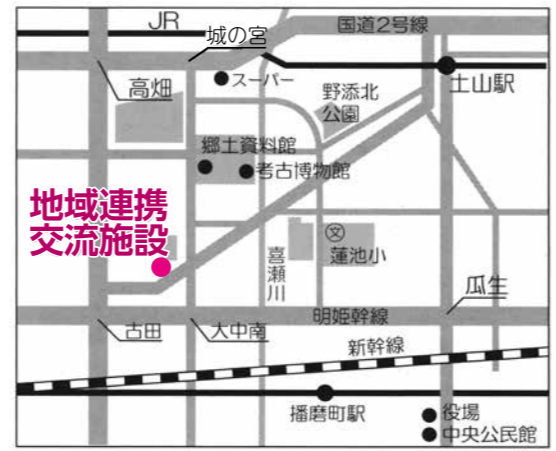 JR
城の宮
国道2号線
高畑
スーパー
土山駅
野添北
公園
郷土資料館
考古博物館
地域連携
交流施設
文
蓮池小
喜瀬川
瓜生
明姫幹線
古田
大中南
新幹線
播磨町駅
役場
中央公民館